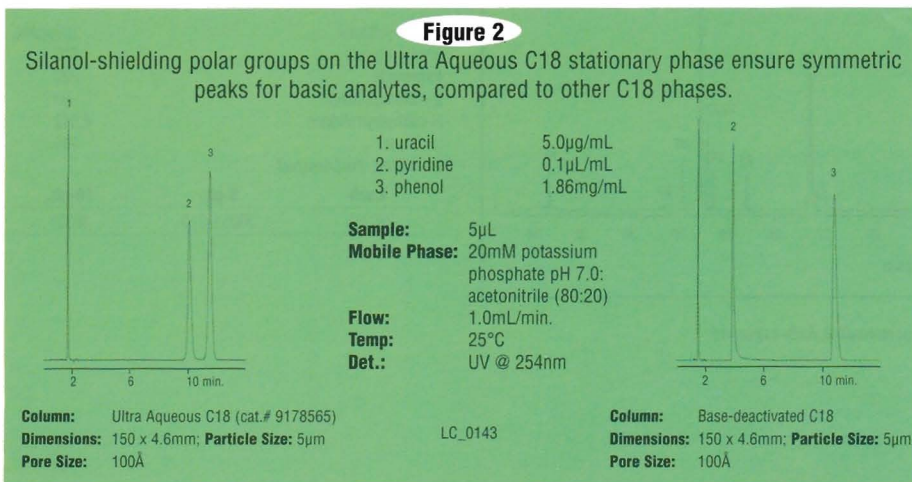 Figure 2
Silanol-shielding polar groups on the Ultra Aqueous C18 stationary phase ensure symmetric
peaks for basic analytes, compared to other C18 phases.
1
2
3
2 6 10 min.
1. uracil 5.0µg/mL
2. pyridine 0.1µL/mL
3. phenol 1.86mg/mL
Sample: 5µL
Mobile Phase: 20mM potassium
phosphate pH 7.0:
acetonitrile (80:20)
Flow: 1.0mL/min.
Temp: 25°C
Det.: UV @ 254nm
2
3
2 6 10 min.
Column: Ultra Aqueous C18 (cat.# 9178565)
Dimensions: 150 x 4.6mm; Particle Size: 5µm
Pore Size: 100Å
LC_0143
Column: Base-deactivated C18
Dimensions: 150 x 4.6mm; Particle Size: 5µm
Pore Size: 100Å